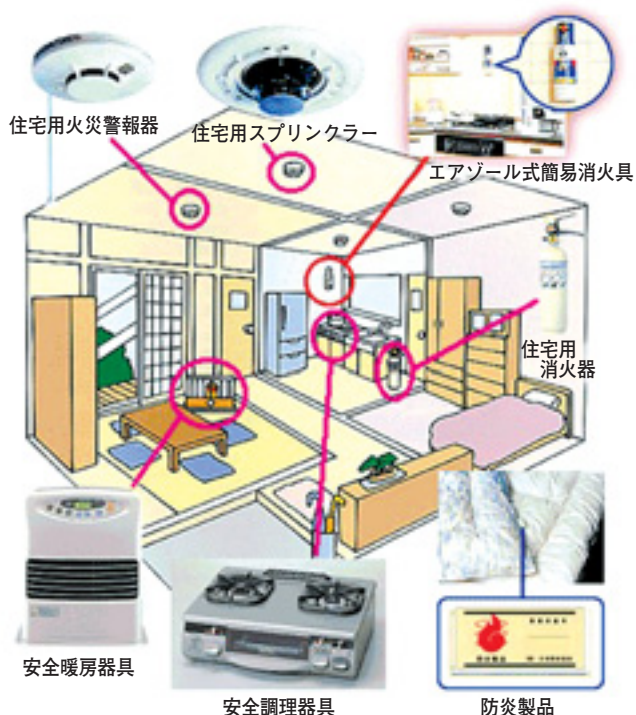 住宅用火災警報器
住宅用スプリンクラー
エアゾール式簡易消火具
住宅用
消火器
安全暖房器具
安全調理器具
防炎製品